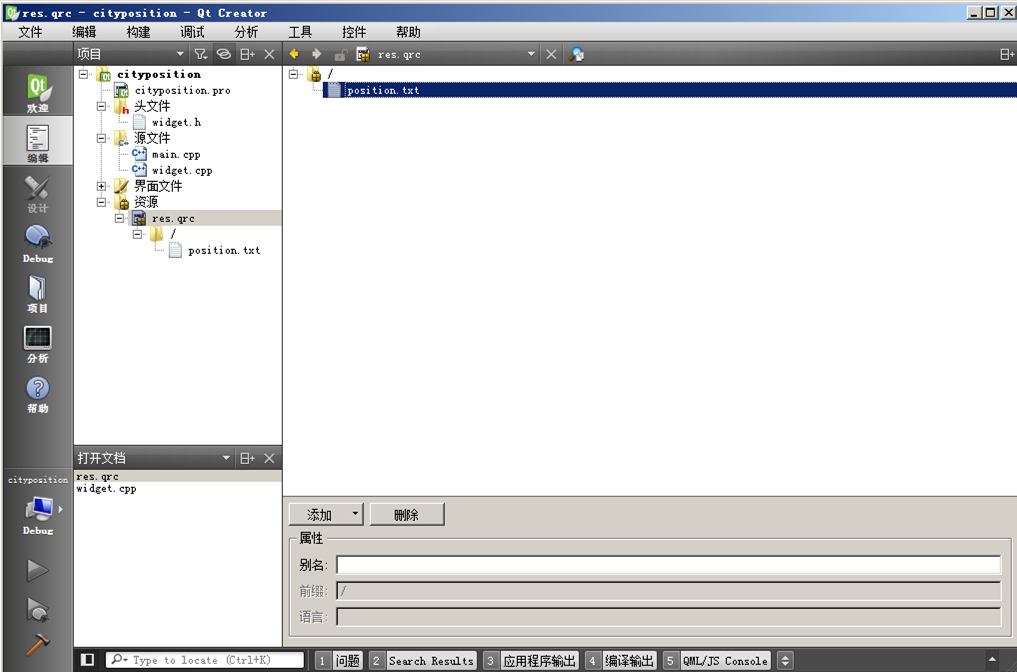 res.qrc - cityposition - Qt Creator
文件 编辑 构建 调试 分析 工具 控件 帮助
项目
res.qrc
Qt
欢迎
编辑
设计
Debug
项目
分析
帮助
cityposition
Debug
cityposition
cityposition.pro
头文件
widget.h
源文件
main.cpp
widget.cpp
界面文件
资源
res.qrc
/
position.txt
打开文档
res.qrc
widget.cpp
/
position.txt
添加 删除
属性
别名:
前缀: /
语言:
Type to locate (Ctrl+K) 1 问题 2 Search Results 3 应用程序输出 4 编译输出 5 QML/JS Console